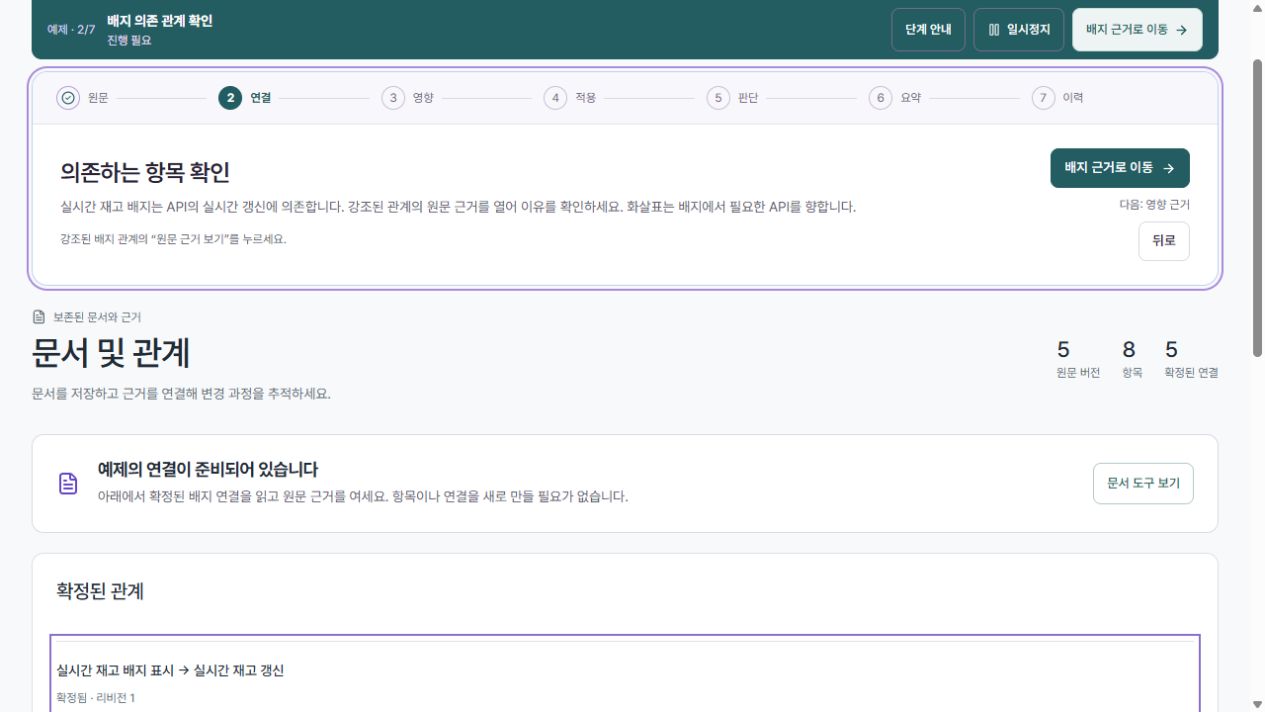 예제 · 2/7
배지 의존 관계 확인
진행 필요
단계 안내
일시정지
배지 근거로 이동 →
원문
2 연결
3 영향
4 적용
5 판단
6 요약
7 이력
의존하는 항목 확인
실시간 재고 배지는 API의 실시간 갱신에 의존합니다. 강조된 관계의 원문 근거를 열어 이유를 확인하세요. 화살표는 배지에서 필요한 API를 향합니다.
강조된 배지 관계의 “원문 근거 보기”를 누르세요.
배지 근거로 이동 →
다음: 영향 근거
뒤로
보존된 문서와 근거
문서 및 관계
문서를 저장하고 근거를 연결해 변경 과정을 추적하세요.
5 8 5
원문 버전 항목 확정된 연결
예제의 연결이 준비되어 있습니다
아래에서 확정된 배지 연결을 읽고 원문 근거를 여세요. 항목이나 연결을 새로 만들 필요가 없습니다.
문서 도구 보기
확정된 관계
실시간 재고 배지 표시 → 실시간 재고 갱신
확정됨 · 리비전 1